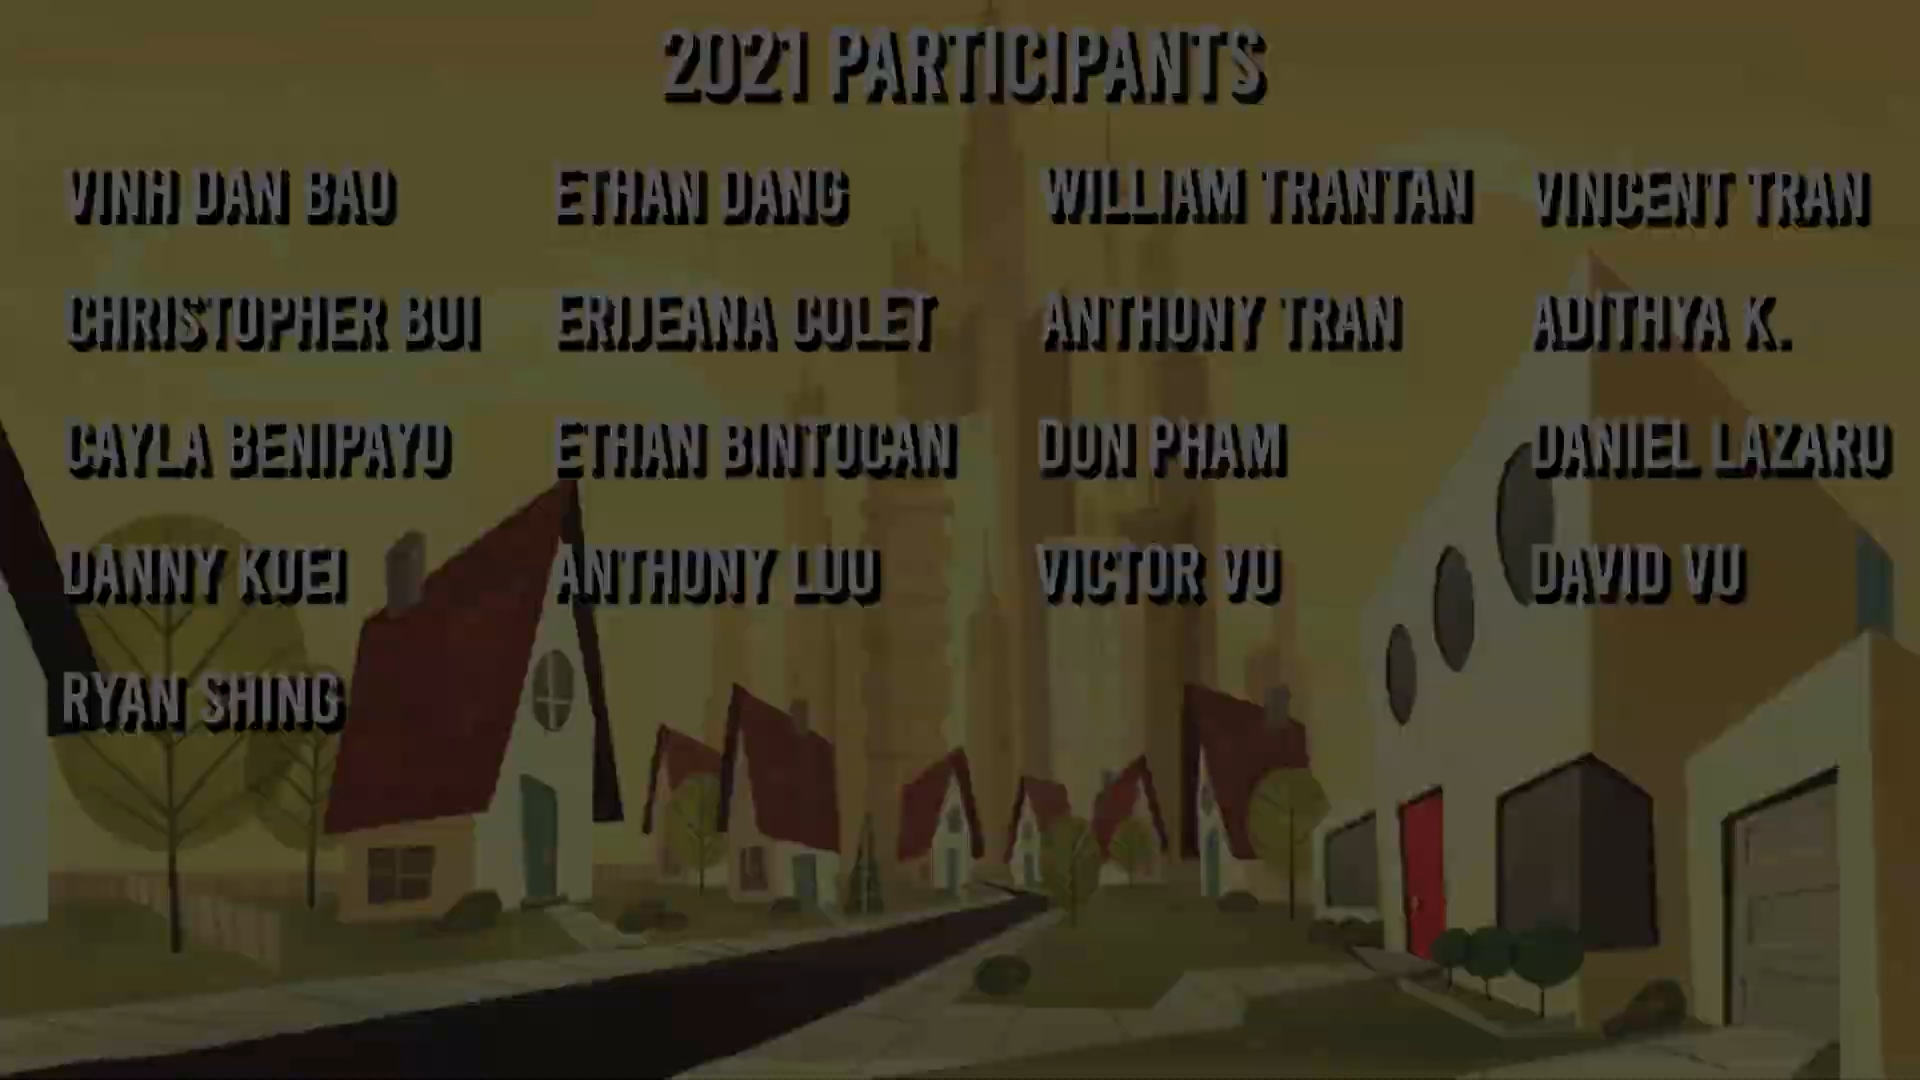 2021 PARTICIPANTS
VINH DAN BAO
CHRISTOPHER BUI
CAYLA BENIPAYO
DANNY KUEI
RYAN SHING
ETHAN DANG
ERIJEANA COLET
ETHAN BINTOCAN
ANTHONY LUU
WILLIAM TRANTAN
ANTHONY TRAN
DON PHAM
VICTOR VU
VINCENT TRAN
ADITHYA K.
DANIEL LAZARO
DAVID VU